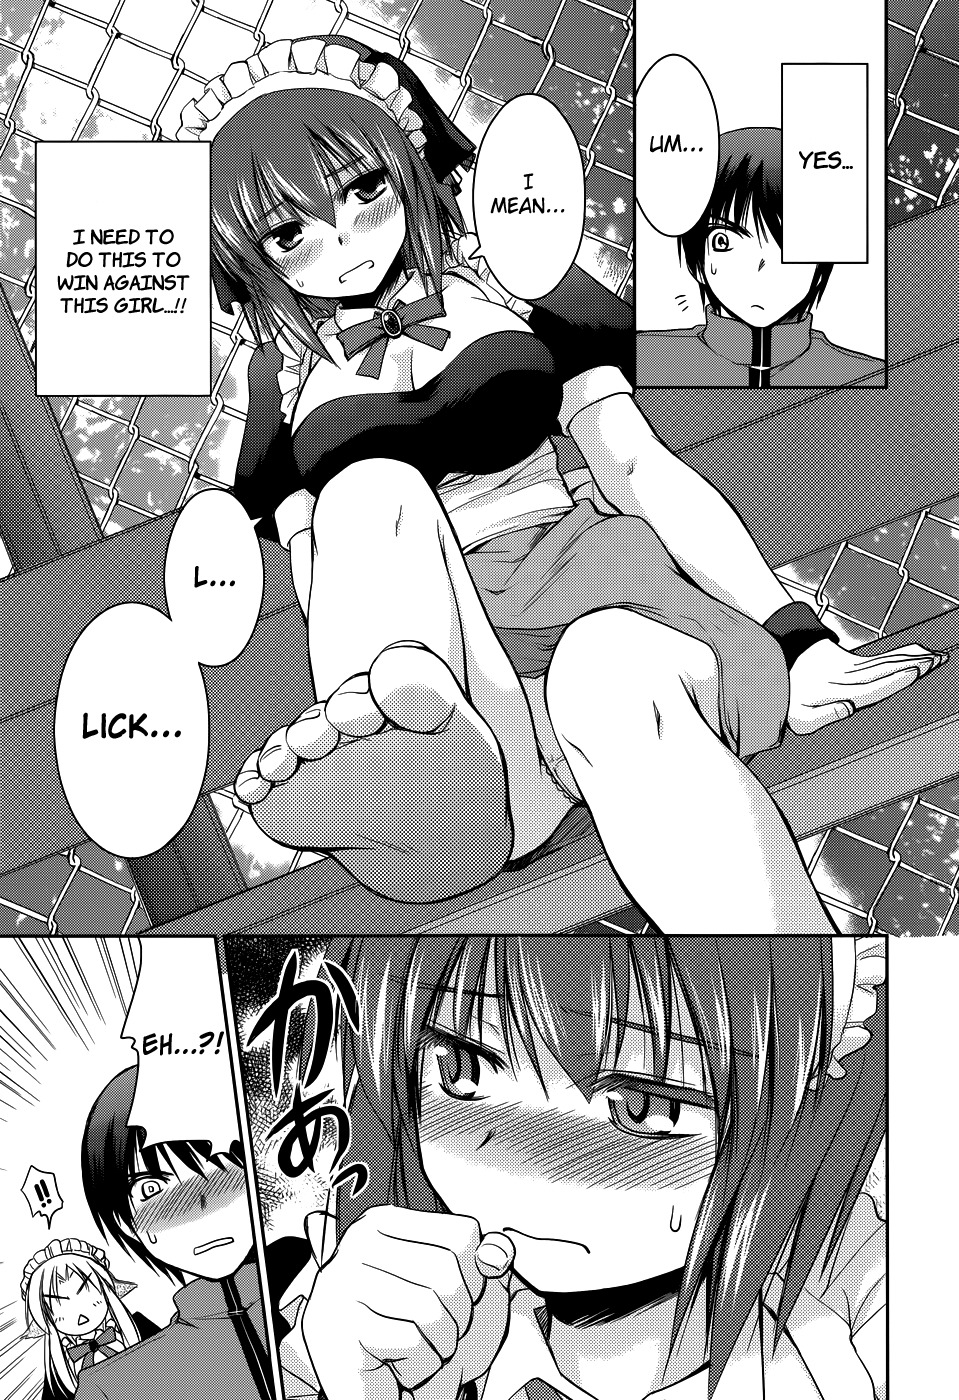 YES...
UM...
I
MEAN...
I NEED TO
DO THIS TO
WIN AGAINST
THIS GIRL...!!
L...
LICK...
かあっ
EH...?!
!!